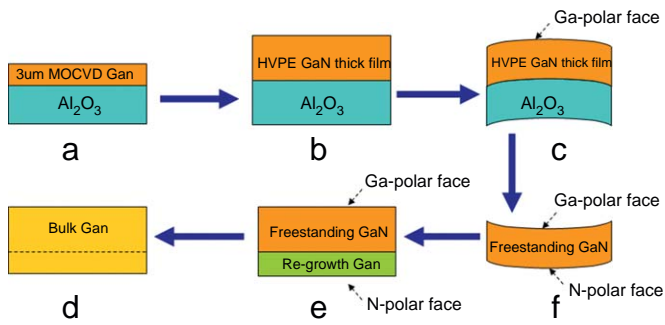 Ga-polar face
3um MOCVD Gan
Al₂O₃
HVPE GaN thick film
Al₂O₃
HVPE GaN thick film
Al₂O₃
a
b
c
Ga-polar face
Ga-polar face
Bulk Gan
Freestanding GaN
Re-growth Gan
Freestanding GaN
N-polar face
N-polar face
d
e
f